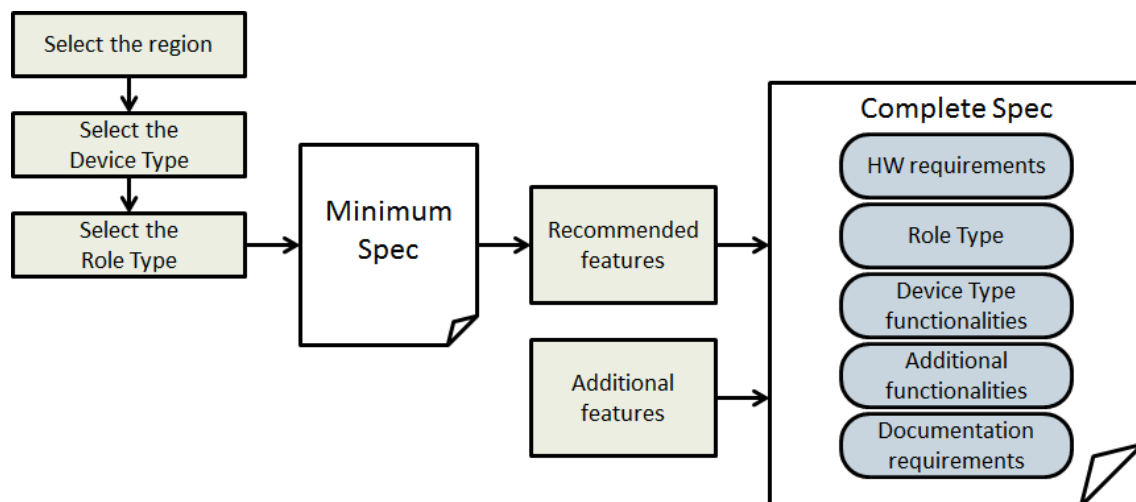 Select the region
Select the
Device Type
Select the
Role Type
Minimum
Spec
Recommended
features
Additional
features
Complete Spec
HW requirements
Role Type
Device Type
functionalities
Additional
functionalities
Documentation
requirements